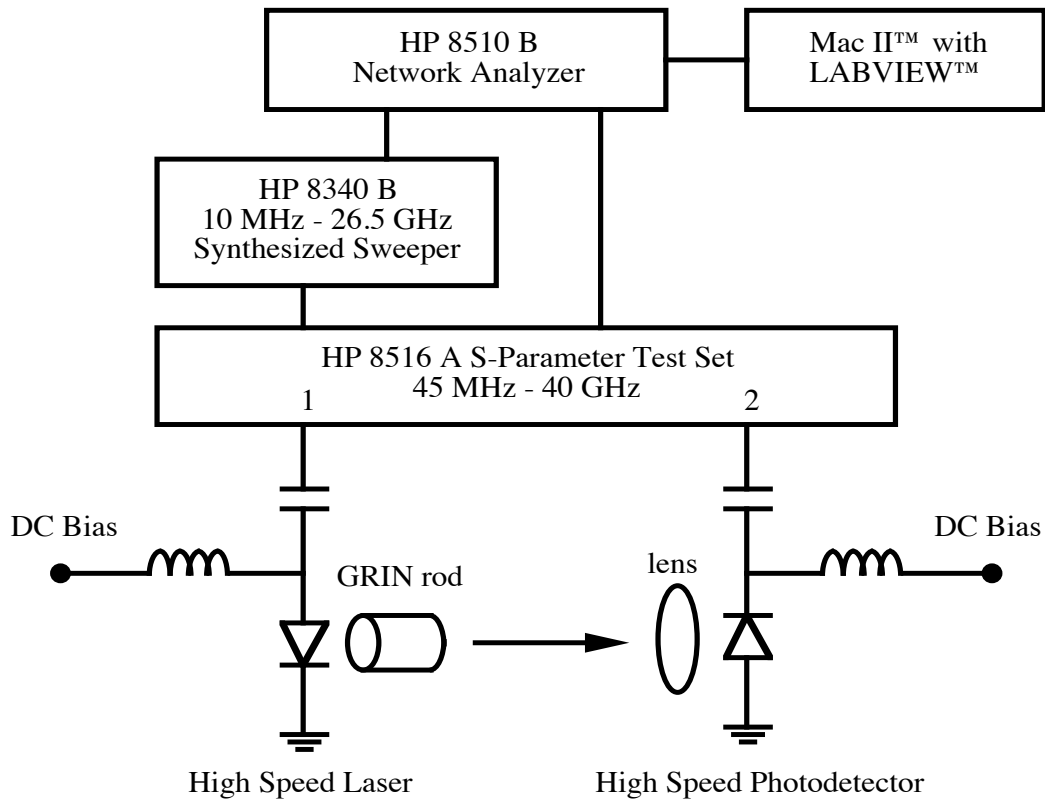 HP 8510 B
Network Analyzer
Mac II™ with
LABVIEW™
HP 8340 B
10 MHz - 26.5 GHz
Synthesized Sweeper
HP 8516 A S-Parameter Test Set
45 MHz - 40 GHz
1
2
DC Bias
DC Bias
GRIN rod
lens
High Speed Laser
High Speed Photodetector